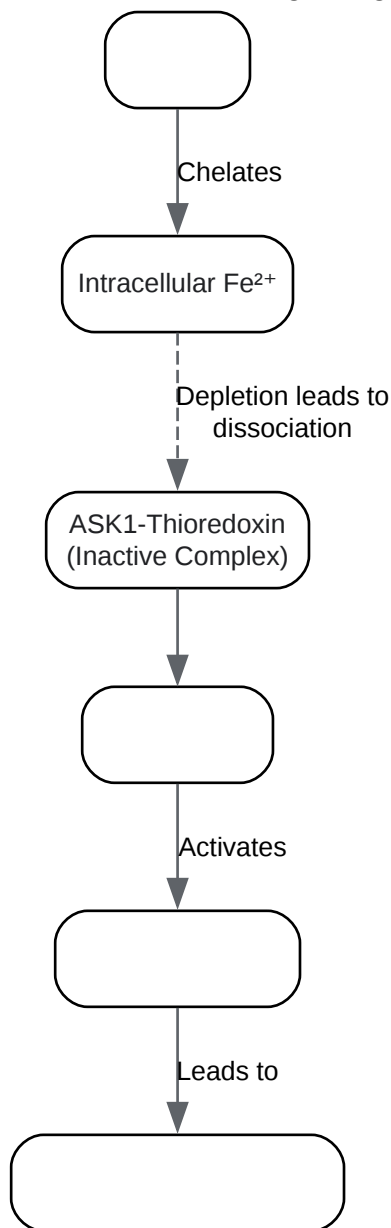 Chelates
Intracellular Fe²⁺
Depletion leads to
dissociation
ASK1-Thioredoxin
(Inactive Complex)
Activates
Leads to